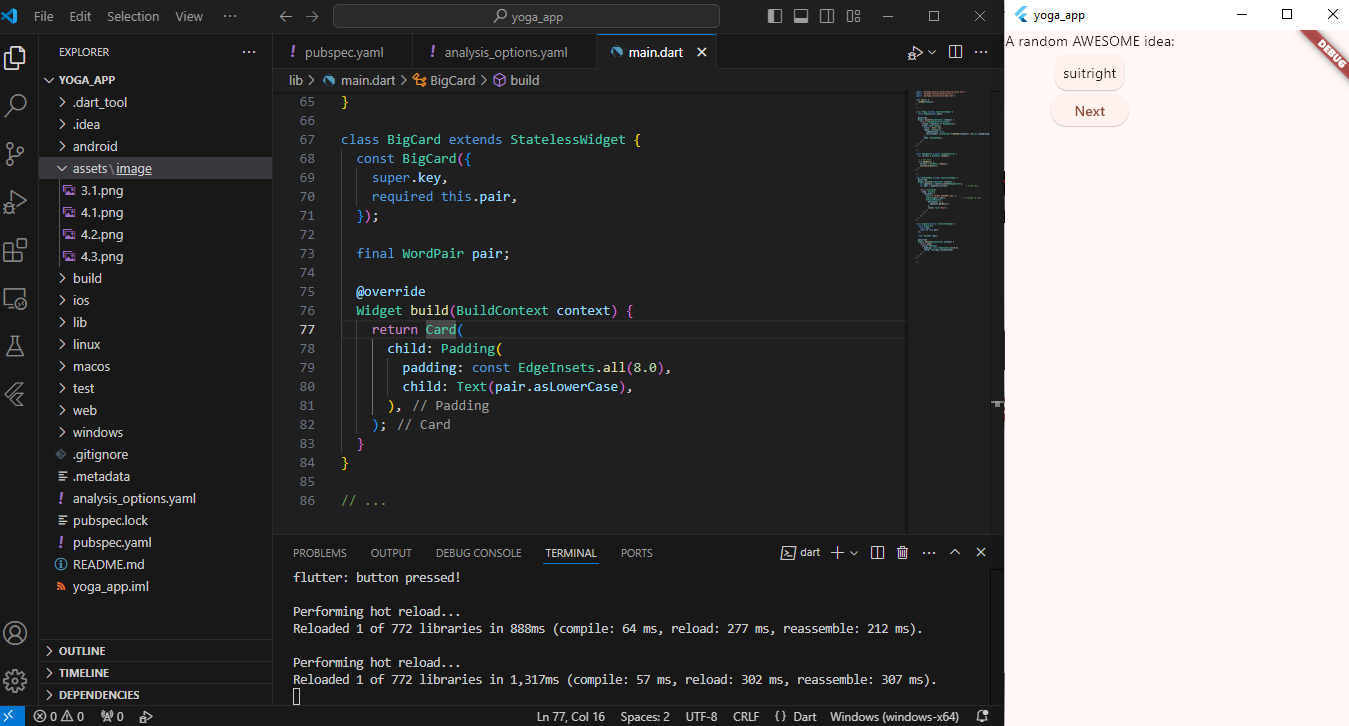 File Edit Selection View ··· yoga_app
EXPLORER ···
YOGA_APP
.dart_tool
.idea
android
assets\image
3.1.png
4.1.png
4.2.png
4.3.png
build
ios
lib
linux
macos
test
web
windows
.gitignore
.metadata
analysis_options.yaml
pubspec.lock
pubspec.yaml
README.md
yoga_app.iml
OUTLINE
TIMELINE
DEPENDENCIES
! pubspec.yaml ! analysis_options.yaml main.dart
lib > main.dart > BigCard > build
65 }
66
67 class BigCard extends StatelessWidget {
68 const BigCard({
69 super.key,
70 required this.pair,
71 });
72
73 final WordPair pair;
74
75 @override
76 Widget build(BuildContext context) {
77 return Card(
78 child: Padding(
79 padding: const EdgeInsets.all(8.0),
80 child: Text(pair.asLowerCase),
81 ), // Padding
82 ); // Card
83 }
84 }
85
86 // ...
PROBLEMS OUTPUT DEBUG CONSOLE TERMINAL PORTS dart
flutter: button pressed!
Performing hot reload...
Reloaded 1 of 772 libraries in 888ms (compile: 64 ms, reload: 277 ms, reassemble: 212 ms).
Performing hot reload...
Reloaded 1 of 772 libraries in 1,317ms (compile: 57 ms, reload: 302 ms, reassemble: 307 ms).
0 0 0 Ln 77, Col 16 Spaces: 2 UTF-8 CRLF {} Dart Windows (windows-x64)
yoga_app
A random AWESOME idea:
DEBUG
suitright
Next